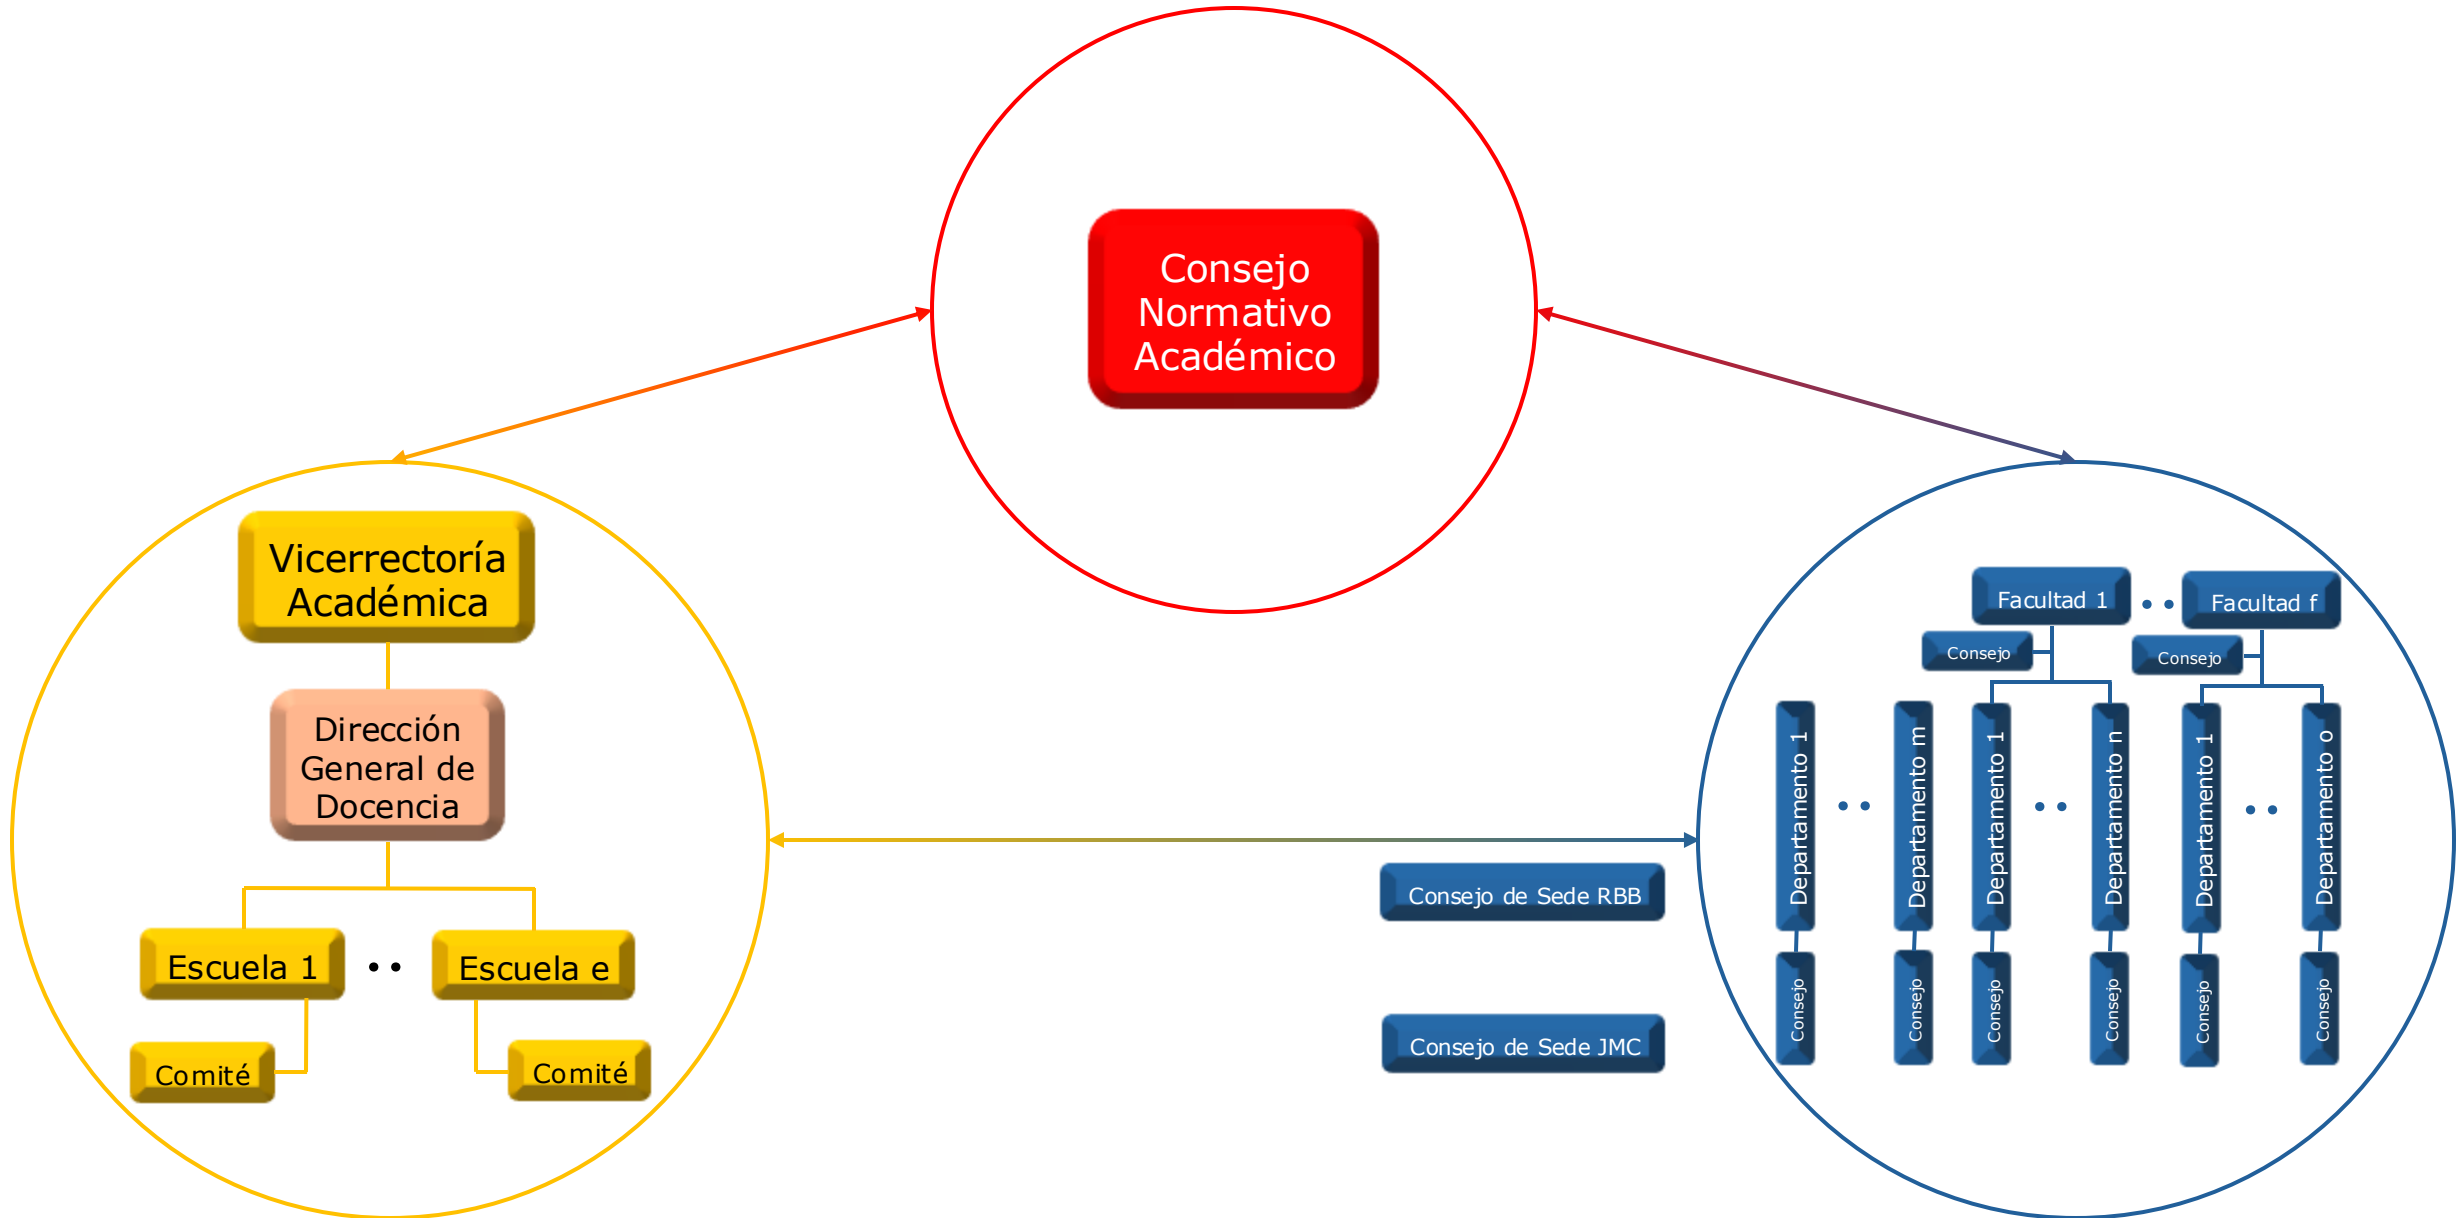 Consejo
Normativo
Académico
Vicerrectoría
Académica
Dirección
General de
Docencia
Escuela 1
Escuela e
Comité
Comité
Consejo de Sede RBB
Consejo de Sede JMC
Facultad 1
Facultad f
Consejo
Consejo
Departamento 1
Departamento m
Departamento 1
Departamento n
Departamento 1
Departamento o
Consejo
Consejo
Consejo
Consejo
Consejo
Consejo